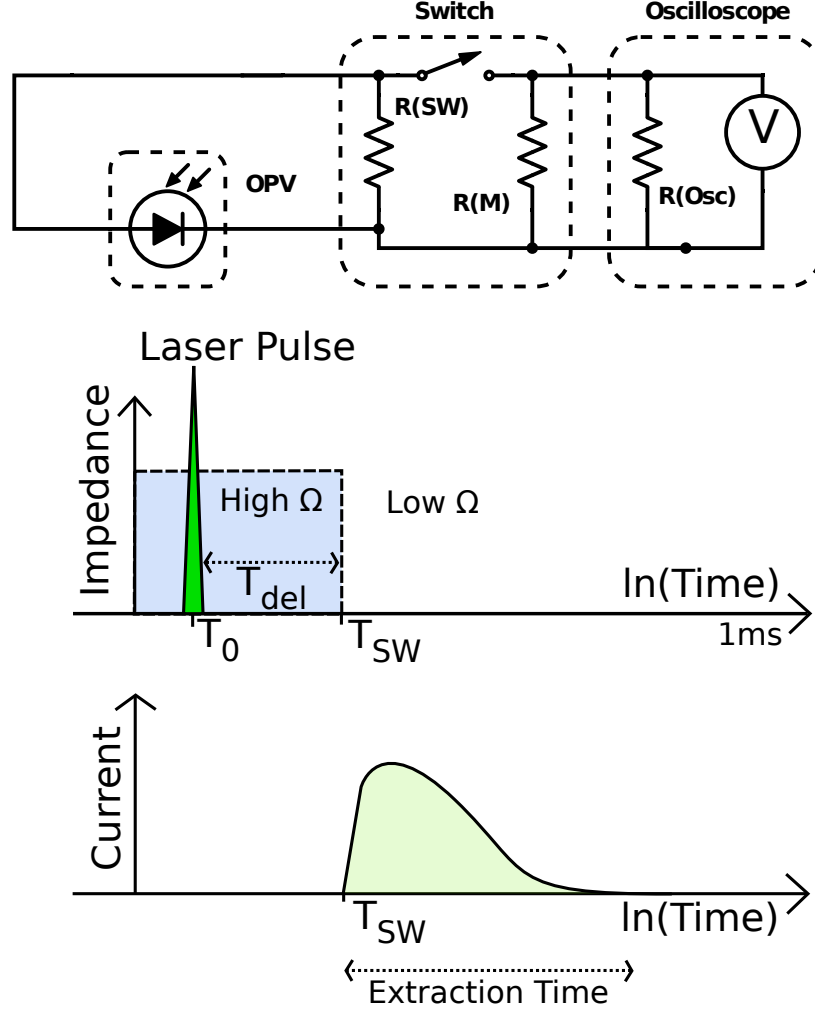 Switch
Oscilloscope
R(SW)
OPV
R(M)
R(Osc)
V
Laser Pulse
Impedance
High Ω
Low Ω
T_del
ln(Time)
1ms
T_0
T_SW
Current
T_SW
ln(Time)
Extraction Time